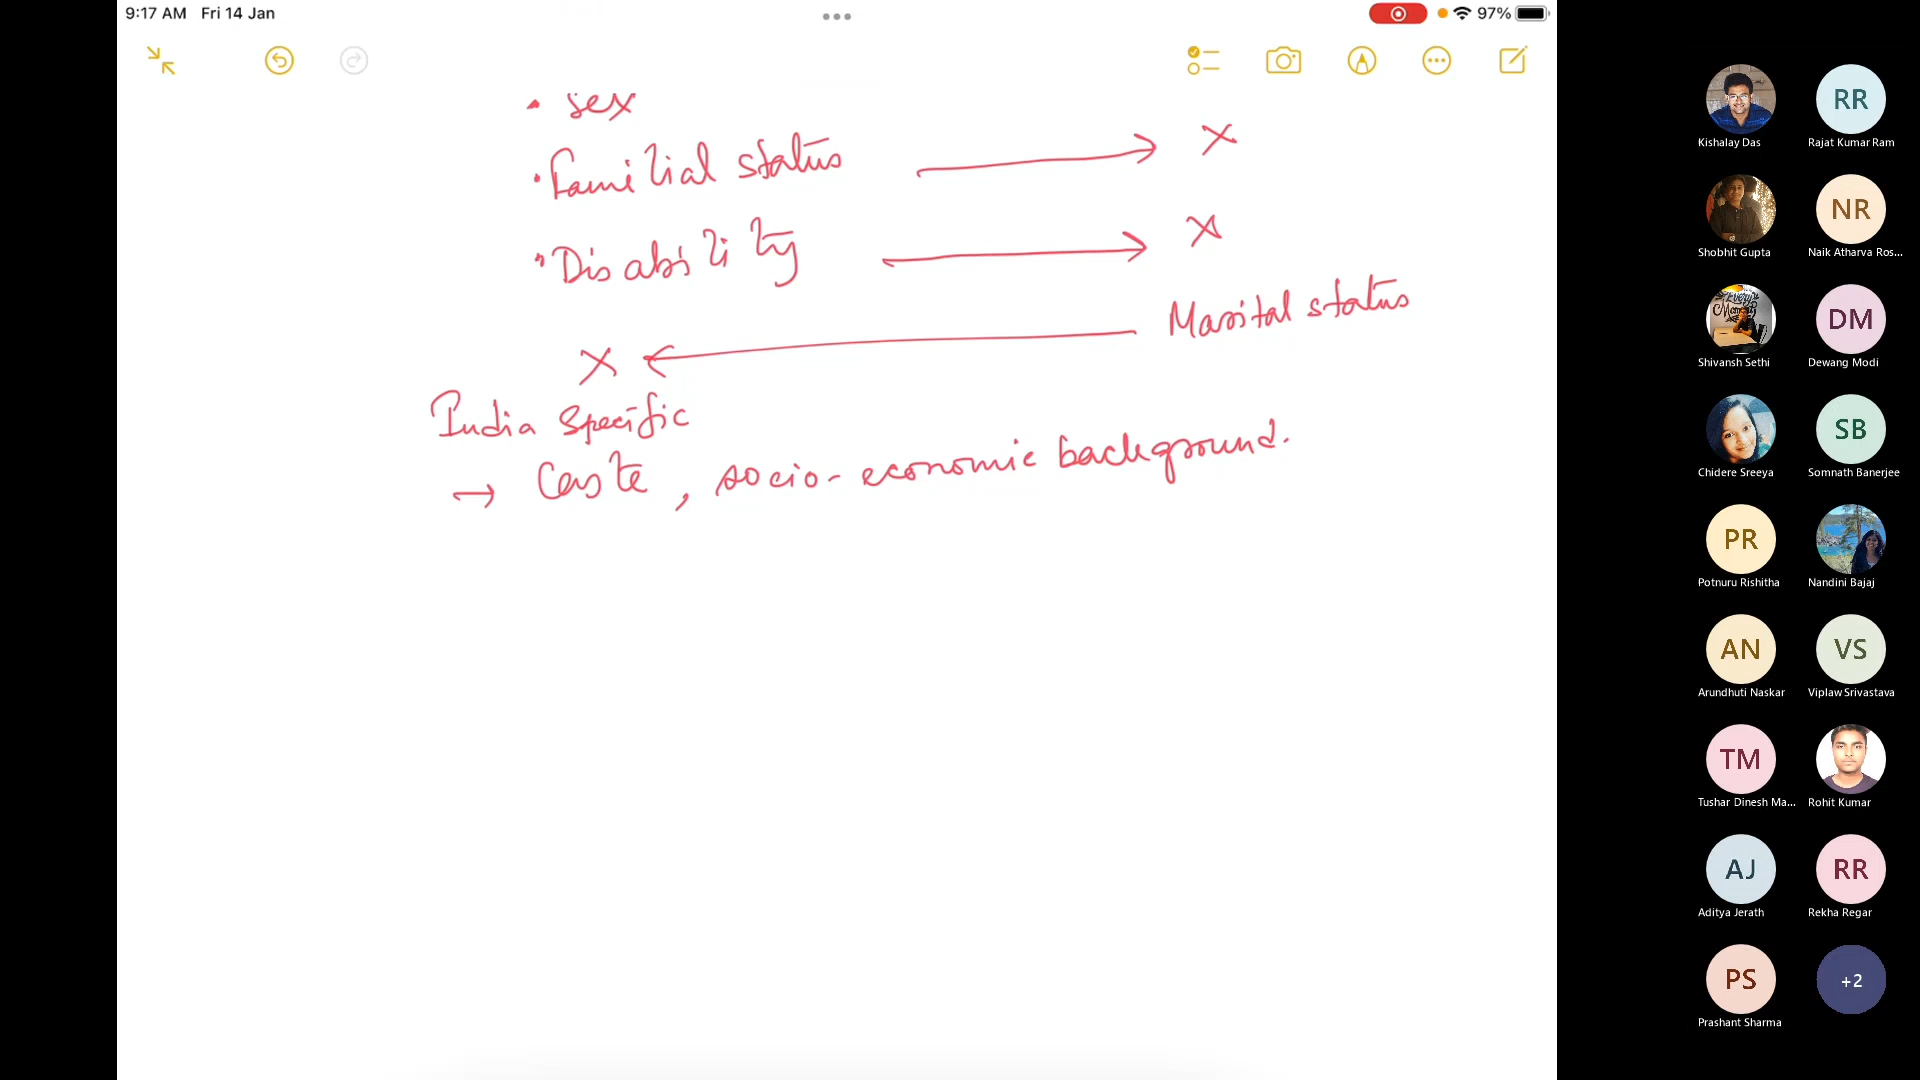 9:17 AM Fri 14 Jan
97%
• sex
• Familial status → X
• Disability → X
X ← Marital status
India Specific
→ Caste, socio-economic background.
Kishalay Das
RR
Rajat Kumar Ram
Shobhit Gupta
NR
Naik Atharva Ros...
Shivansh Sethi
DM
Dewang Modi
Chidere Sreeya
SB
Somnath Banerjee
PR
Potnuru Rishitha
Nandini Bajaj
AN
Arundhuti Naskar
VS
Viplaw Srivastava
TM
Tushar Dinesh Ma...
Rohit Kumar
AJ
Aditya Jerath
RR
Rekha Regar
PS
Prashant Sharma
+2